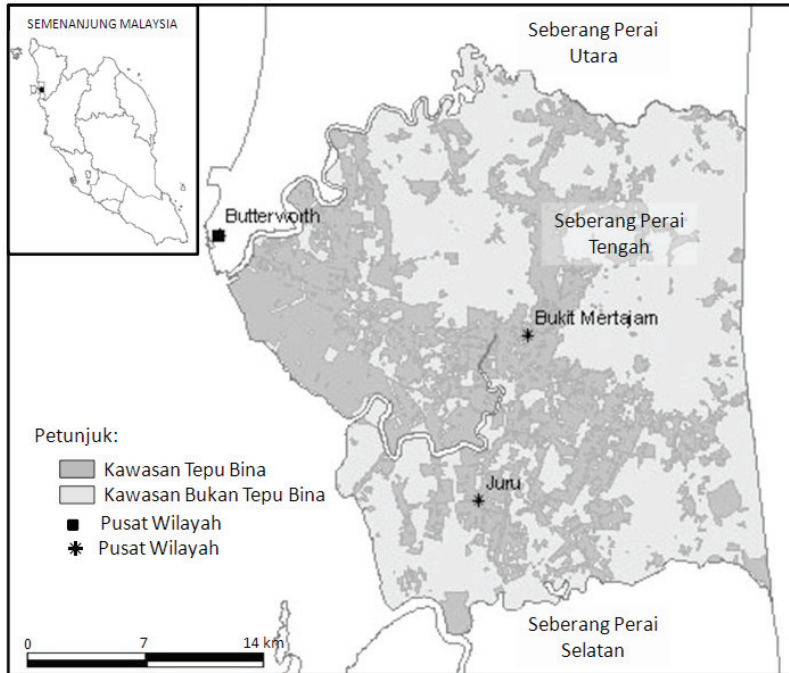 SEMENANJUNG MALAYSIA
Seberang Perai
Utara
Butterworth
Seberang Perai
Tengah
Bukit Mertajam
Juru
Petunjuk:
Kawasan Tepu Bina
Kawasan Bukan Tepu Bina
Pusat Wilayah
Pusat Wilayah
0 7 14 km
Seberang Perai
Selatan